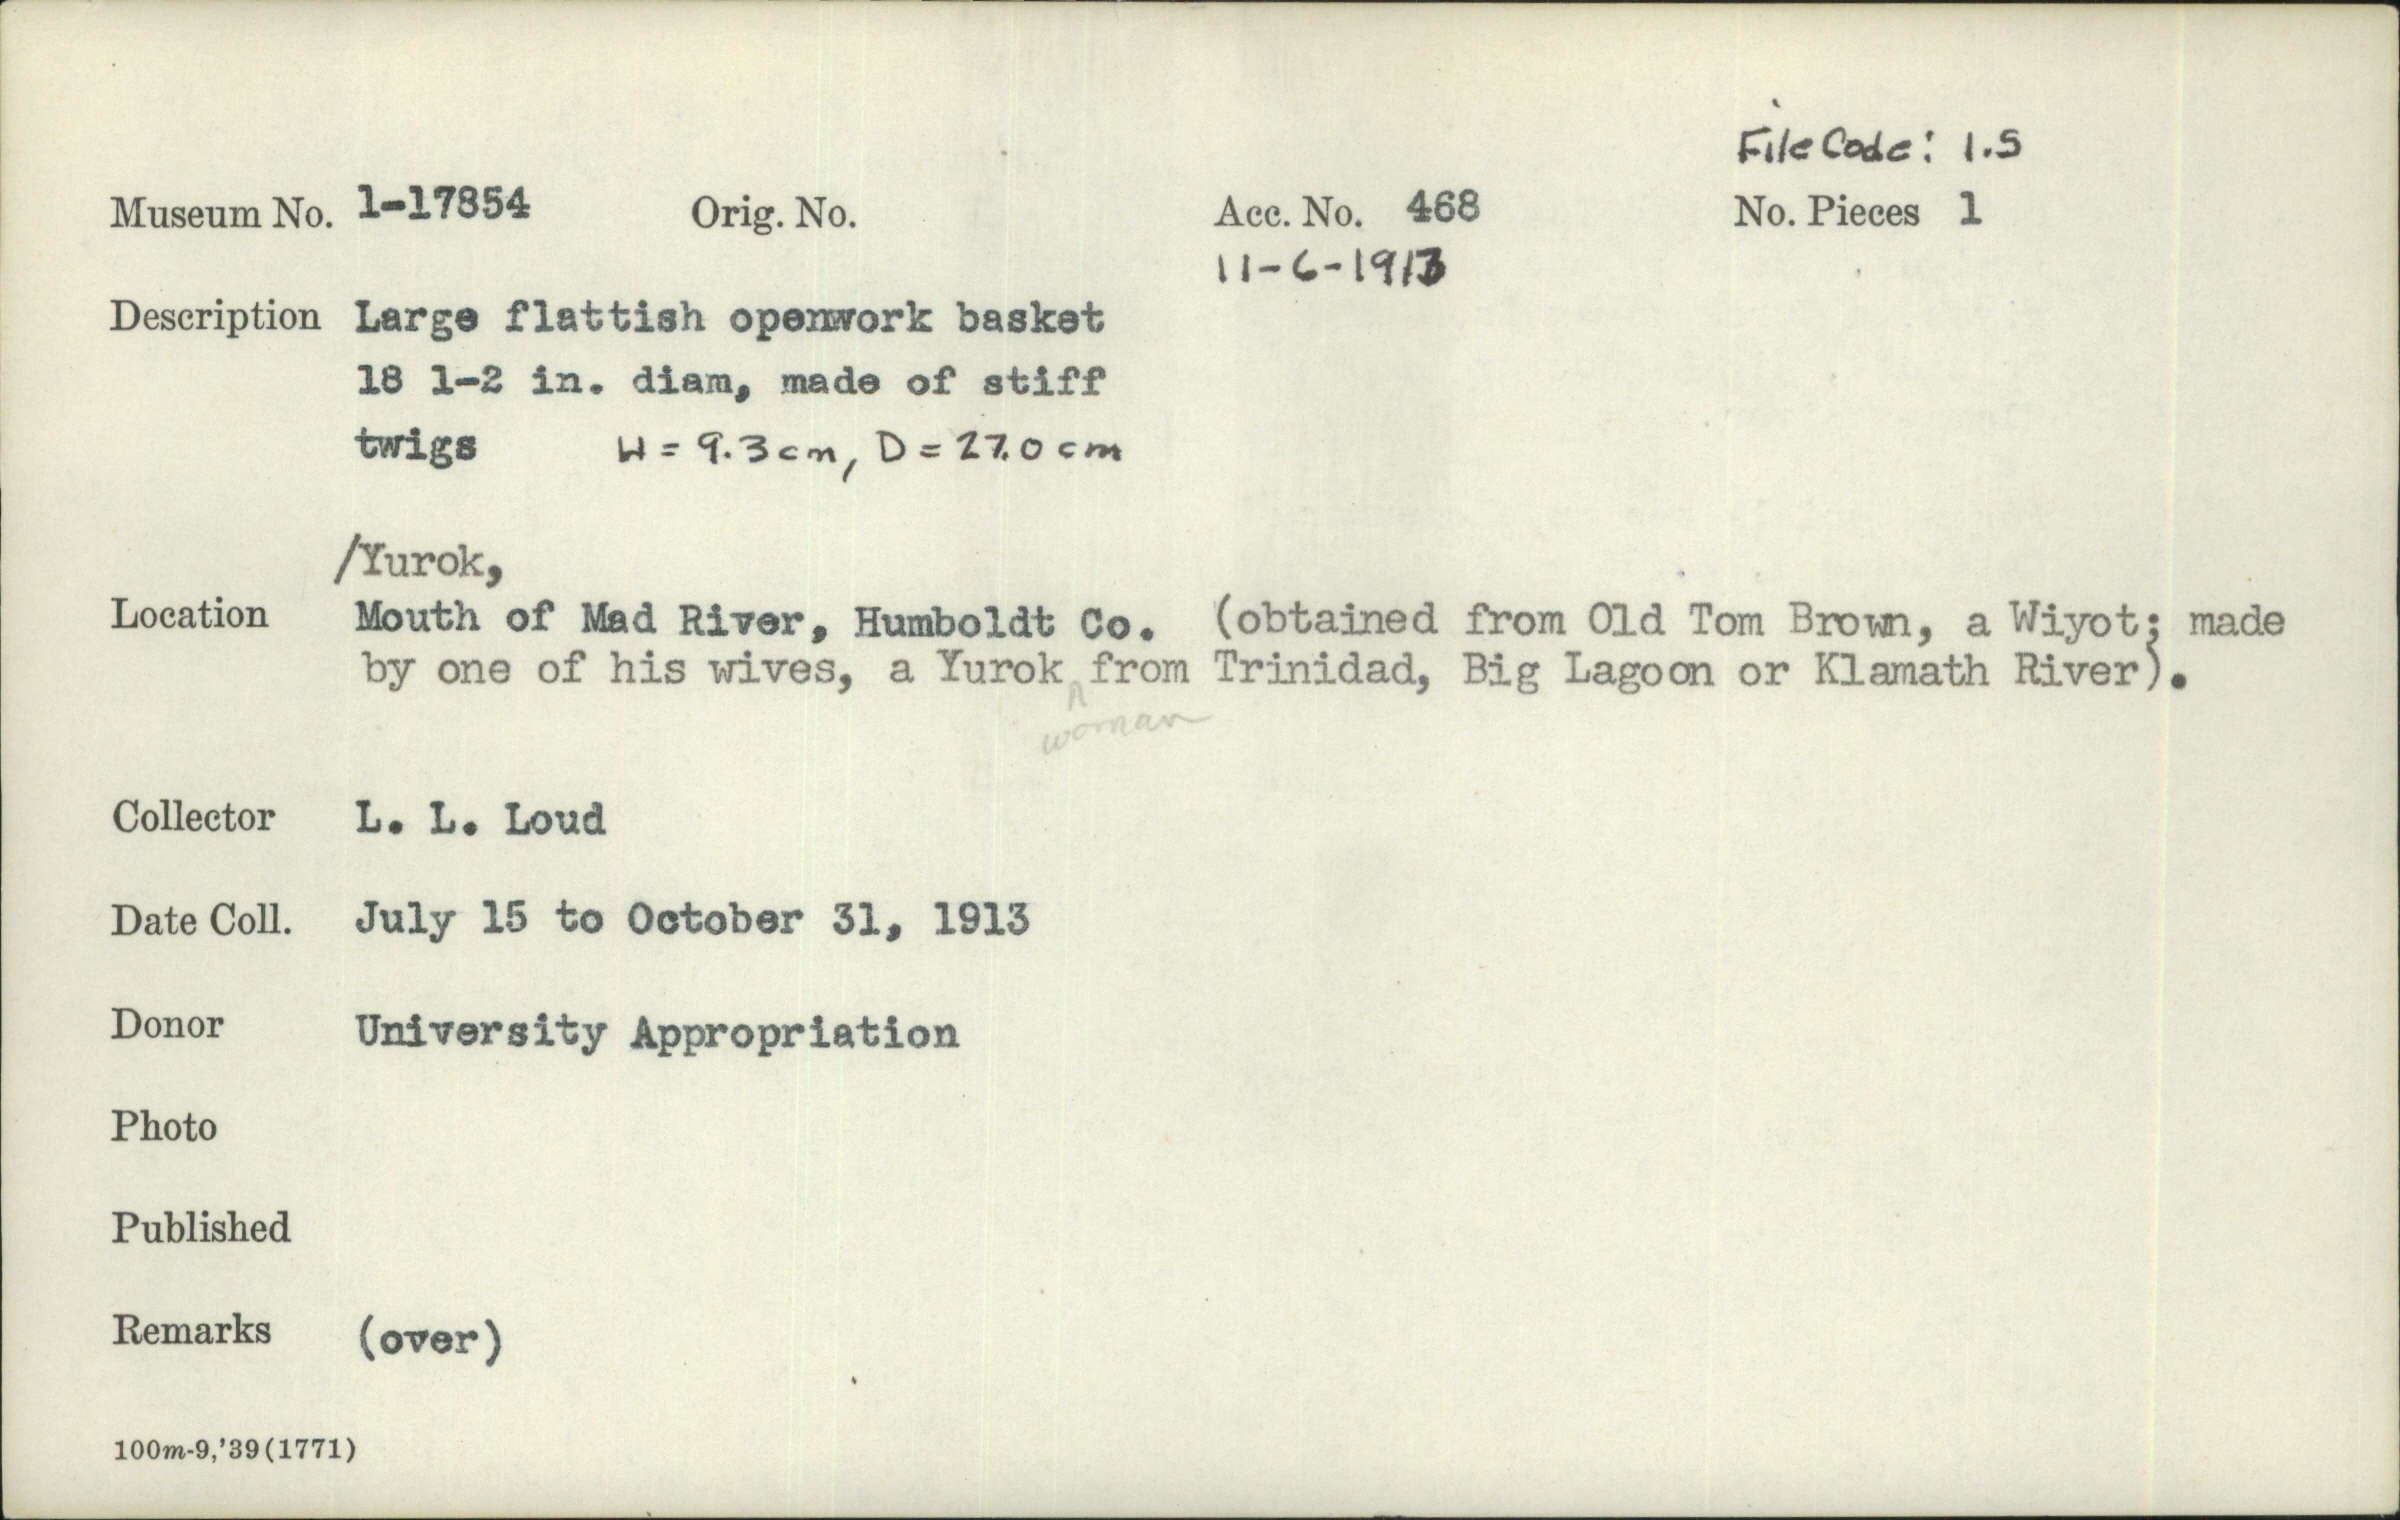 File Code: 1.5
Museum No. 1-17854 Orig. No. Acc. No. 468 No. Pieces 1
11-6-1913
Description Large flattish openwork basket
18 1-2 in. diam, made of stiff
twigs H = 9.3 cm, D = 27.0 cm
/Yurok,
Location Mouth of Mad River, Humboldt Co. (obtained from Old Tom Brown, a Wiyot; made
by one of his wives, a Yurok ^ from Trinidad, Big Lagoon or Klamath River).
woman
Collector L. L. Loud
Date Coll. July 15 to October 31, 1913
Donor University Appropriation
Photo
Published
Remarks (over)
100m-9,'39(1771)